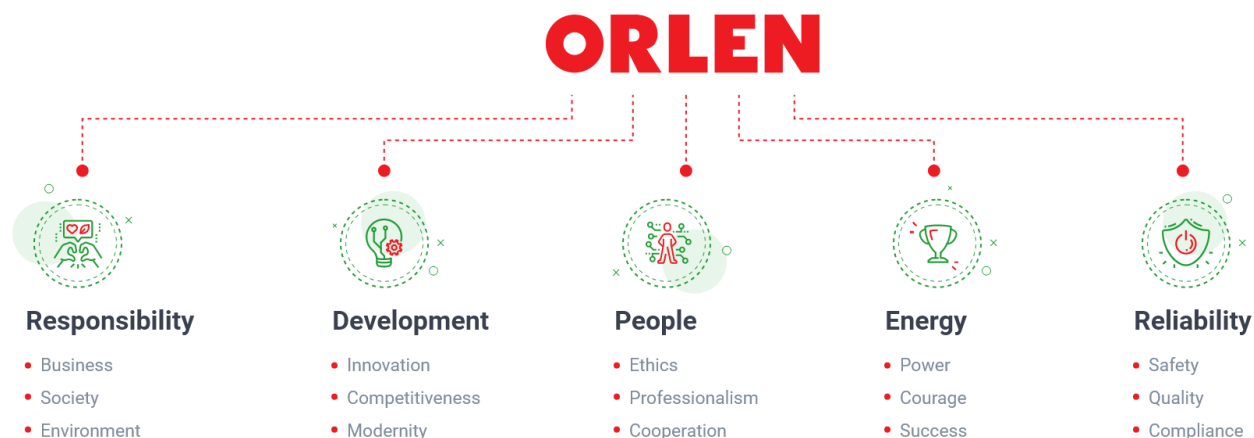 ORLEN
Responsibility
Business
Society
Environment
Development
Innovation
Competitiveness
Modernity
People
Ethics
Professionalism
Cooperation
Energy
Power
Courage
Success
Reliability
Safety
Quality
Compliance